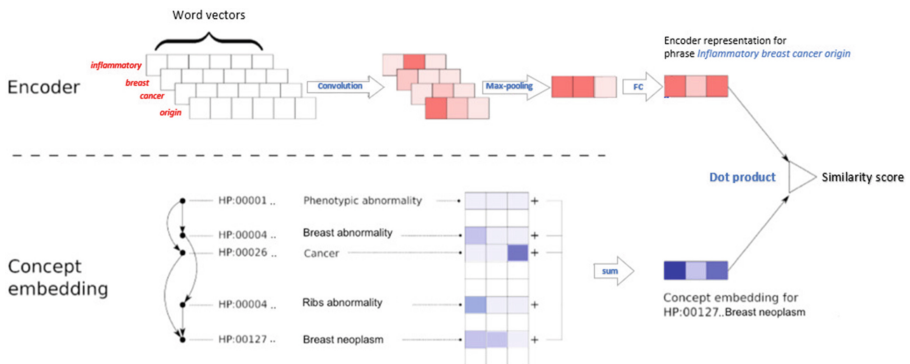 Word vectors
inflammatory
breast
cancer
origin
Encoder
Convolution
Max-pooling
FC
Encoder representation for
phrase Inflammatory breast cancer origin
Dot product
Similarity score
Concept
embedding
HP:00001 .. Phenotypic abnormality +
HP:00004 .. Breast abnormality +
HP:00026 .. Cancer +
HP:00004 .. Ribs abnormality +
HP:00127 .. Breast neoplasm +
sum
Concept embedding for
HP:00127..Breast neoplasm